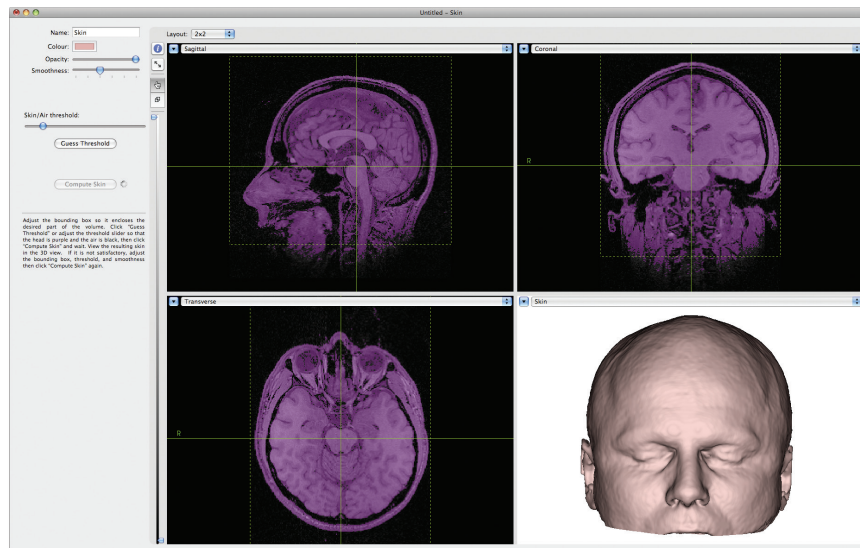 Untitled – Skin
Name: Skin
Colour:
Opacity:
Smoothness:
Skin/Air threshold:
Guess Threshold
Compute Skin
Adjust the bounding box so it encloses the
desired part of the volume. Click "Guess
Threshold" or adjust the threshold slider so that
the head is purple and the air is black, then click
"Compute Skin" and wait. View the resulting skin
in the 3D view. If it is not satisfactory, adjust
the bounding box, threshold, and smoothness
then click "Compute Skin" again.
Layout: 2x2
Sagittal
Coronal
R
Transverse
R
Skin